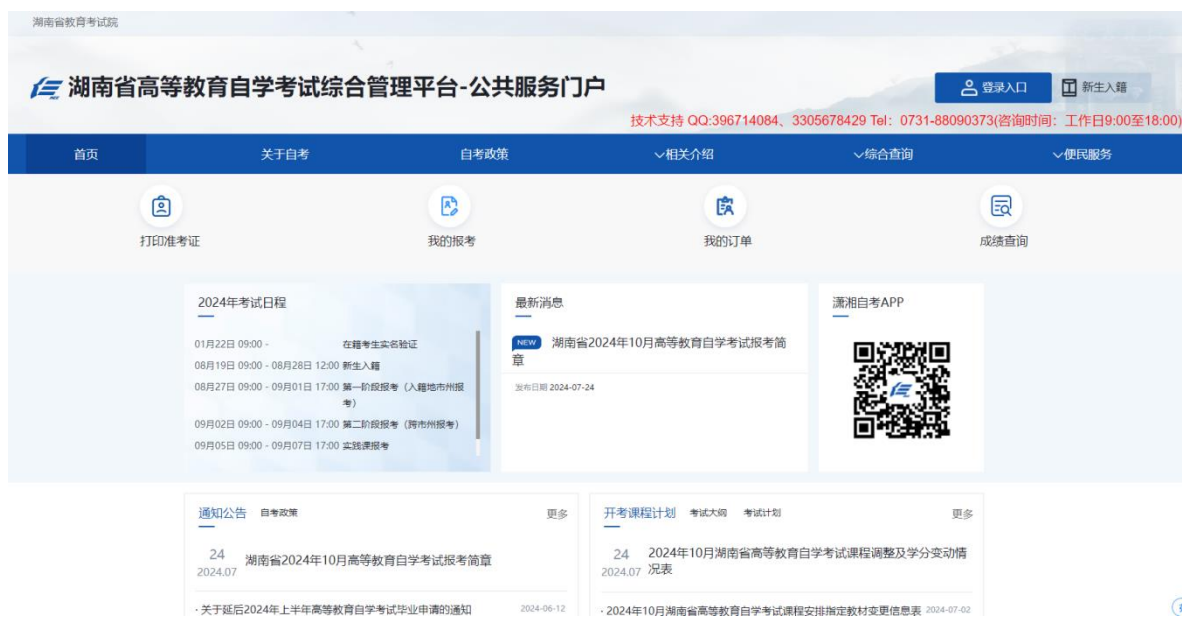 湖南省教育考试院
湖南省高等教育自学考试综合管理平台-公共服务门户
登录入口
新生入籍
技术支持 QQ:396714084、3305678429 Tel：0731-88090373(咨询时间：工作日9:00至18:00)
首页 关于自考 自考政策 相关介绍 综合查询 便民服务
打印准考证 我的报考 我的订单 成绩查询
2024年考试日程
01月22日 09:00 - 在籍考生实名验证
08月19日 09:00 - 08月28日 12:00 新生入籍
08月27日 09:00 - 09月01日 17:00 第一阶段报考（入籍地市州报
考）
09月02日 09:00 - 09月04日 17:00 第二阶段报考（跨市州报考）
09月05日 09:00 - 09月07日 17:00 实践课报考
最新消息
NEW 湖南省2024年10月高等教育自学考试报考简
章
发布日期 2024-07-24
潇湘自考APP
通知公告 自考政策 更多
24
2024.07
湖南省2024年10月高等教育自学考试报考简章
· 关于延后2024年上半年高等教育自学考试毕业申请的通知 2024-06-12
开考课程计划 考试大纲 考试计划 更多
24
2024.07
2024年10月湖南省高等教育自学考试课程调整及学分变动情
况表
· 2024年10月湖南省高等教育自学考试课程安排指定教材变更信息表 2024-07-02